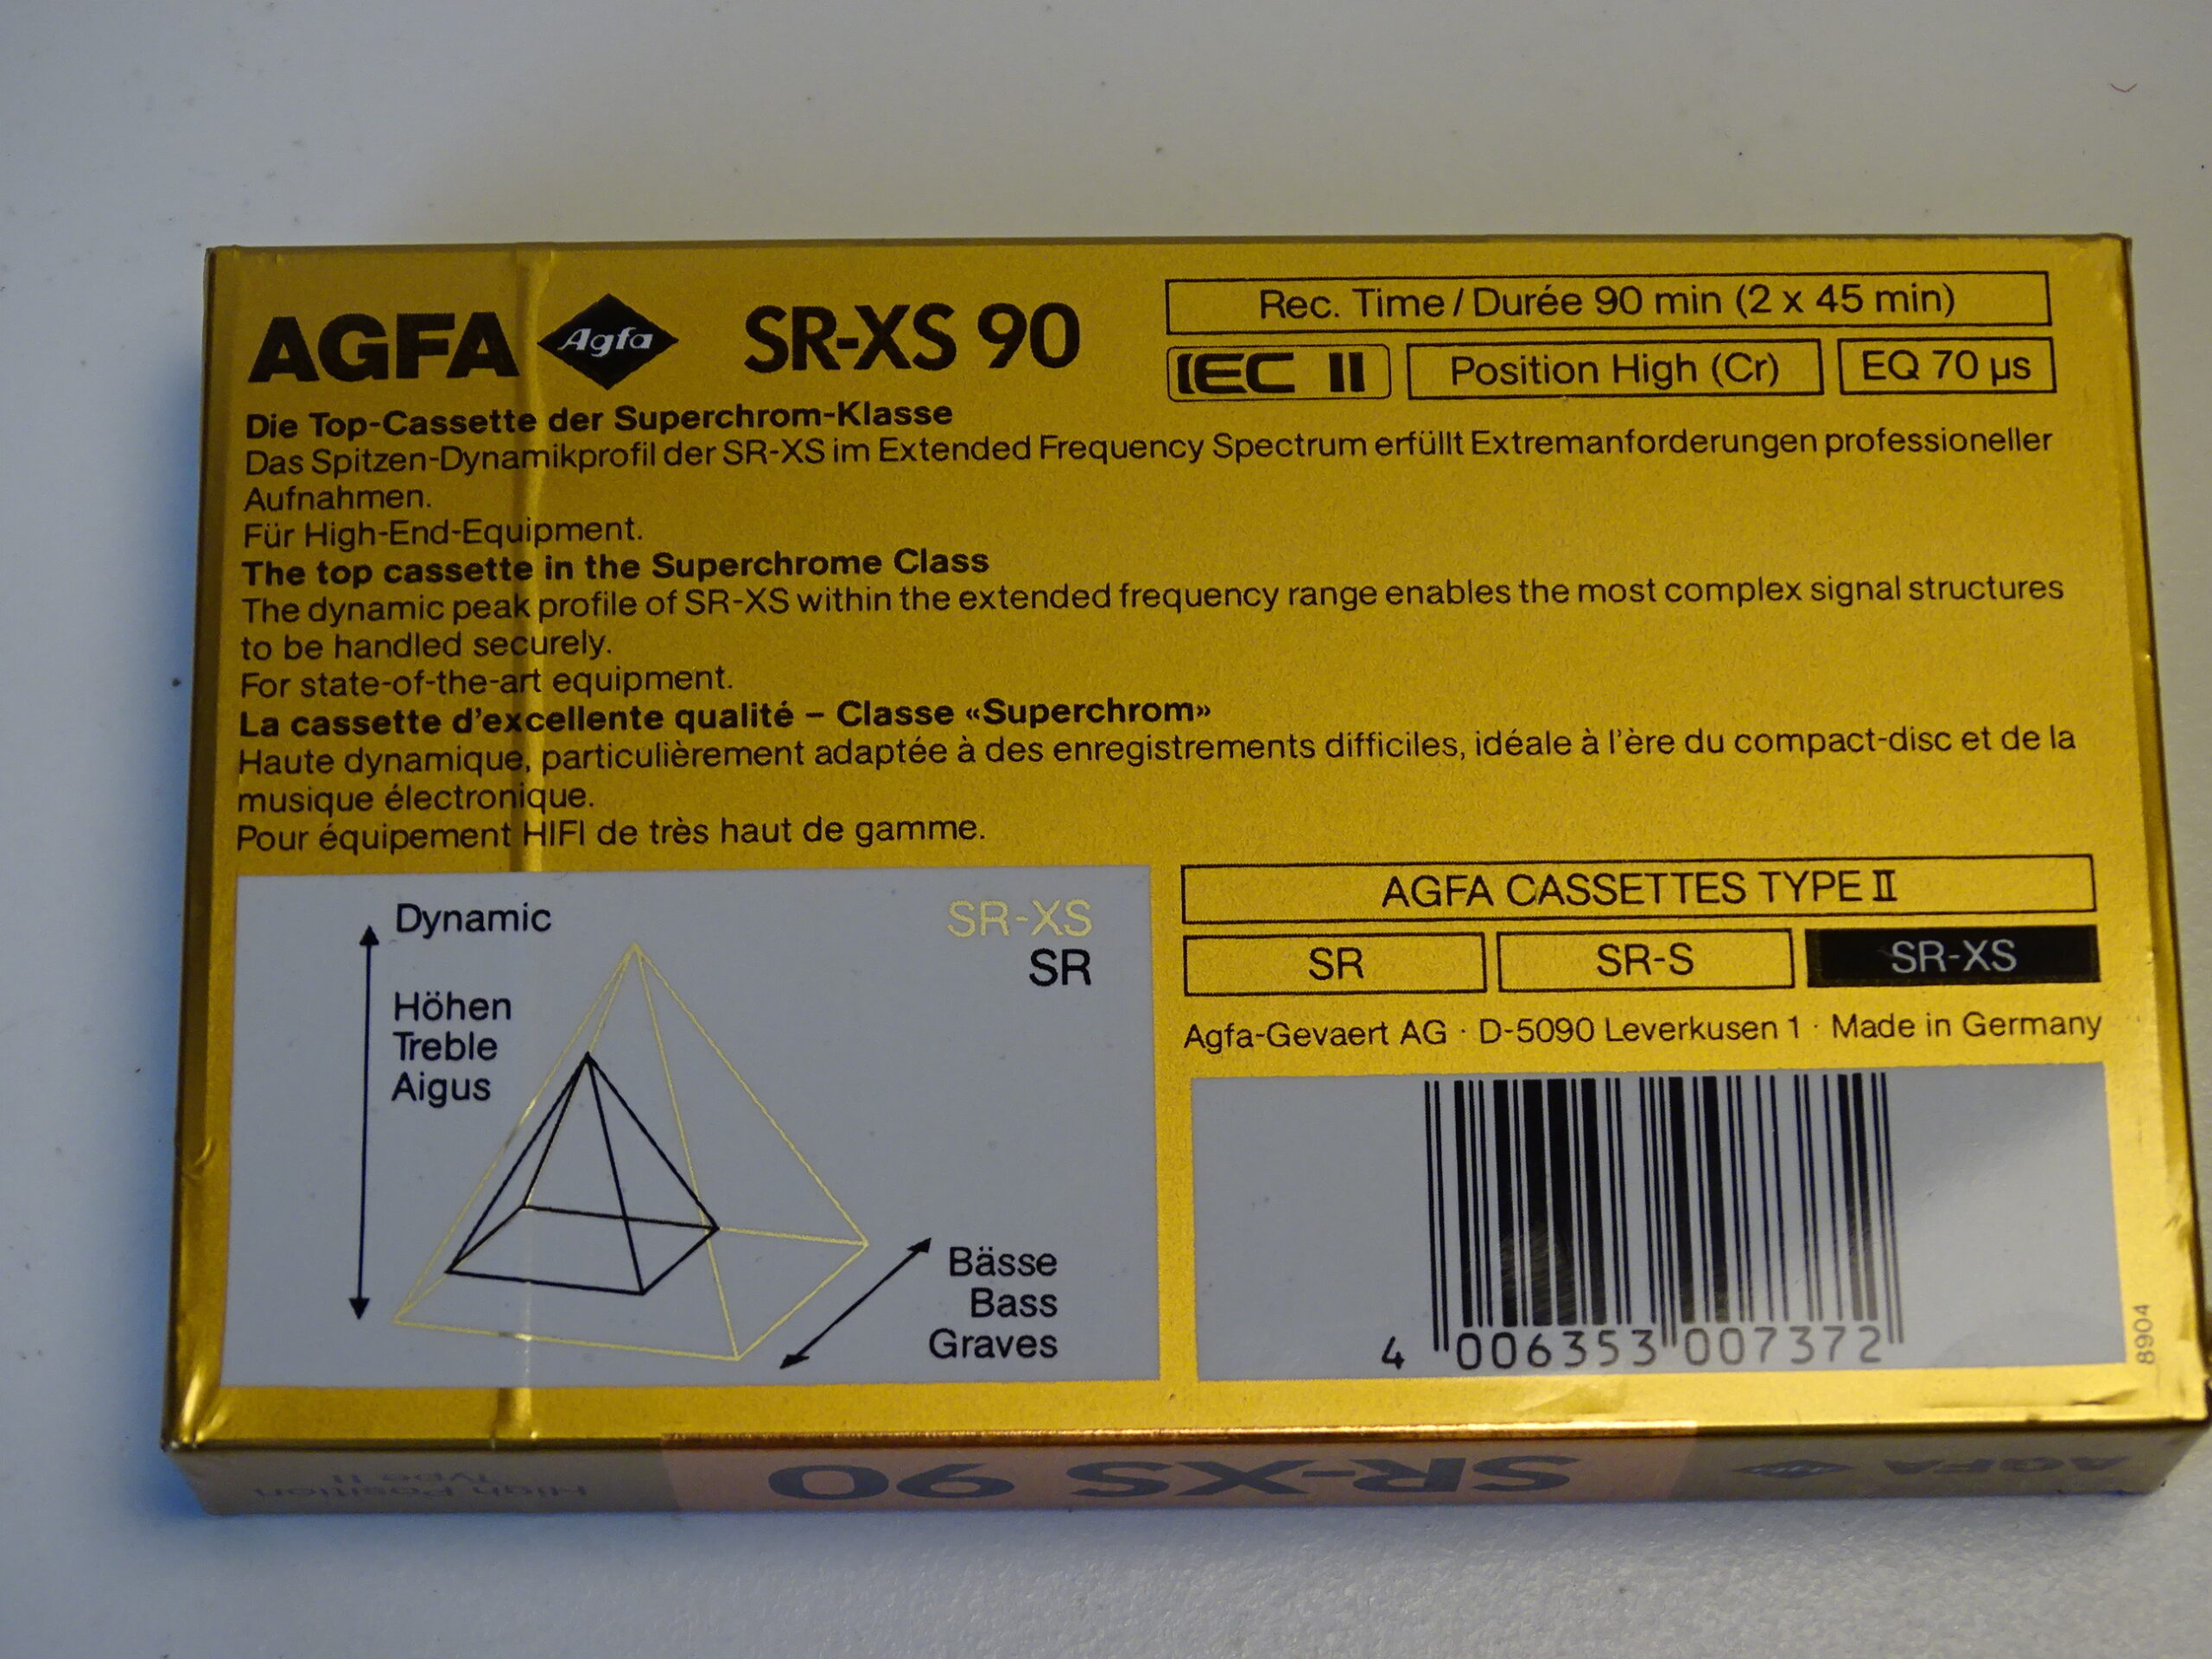 AGFA Agfa SR-XS 90
Rec. Time / Durée 90 min (2 x 45 min)
IEC II Position High (Cr) EQ 70 µs
Die Top-Cassette der Superchrom-Klasse
Das Spitzen-Dynamikprofil der SR-XS im Extended Frequency Spectrum erfüllt Extremanforderungen professioneller
Aufnahmen.
Für High-End-Equipment.
The top cassette in the Superchrome Class
The dynamic peak profile of SR-XS within the extended frequency range enables the most complex signal structures
to be handled securely.
For state-of-the-art equipment.
La cassette d'excellente qualité – Classe «Superchrom»
Haute dynamique, particulièrement adaptée à des enregistrements difficiles, idéale à l'ère du compact-disc et de la
musique électronique.
Pour équipement HIFI de très haut de gamme.
Dynamic
SR-XS
SR
Höhen
Treble
Aigus
Bässe
Bass
Graves
AGFA CASSETTES TYPE II
SR SR-S SR-XS
Agfa-Gevaert AG · D-5090 Leverkusen 1 · Made in Germany
4 006353 007372
8904
AGFA SR-XS 90 High Position
Type II